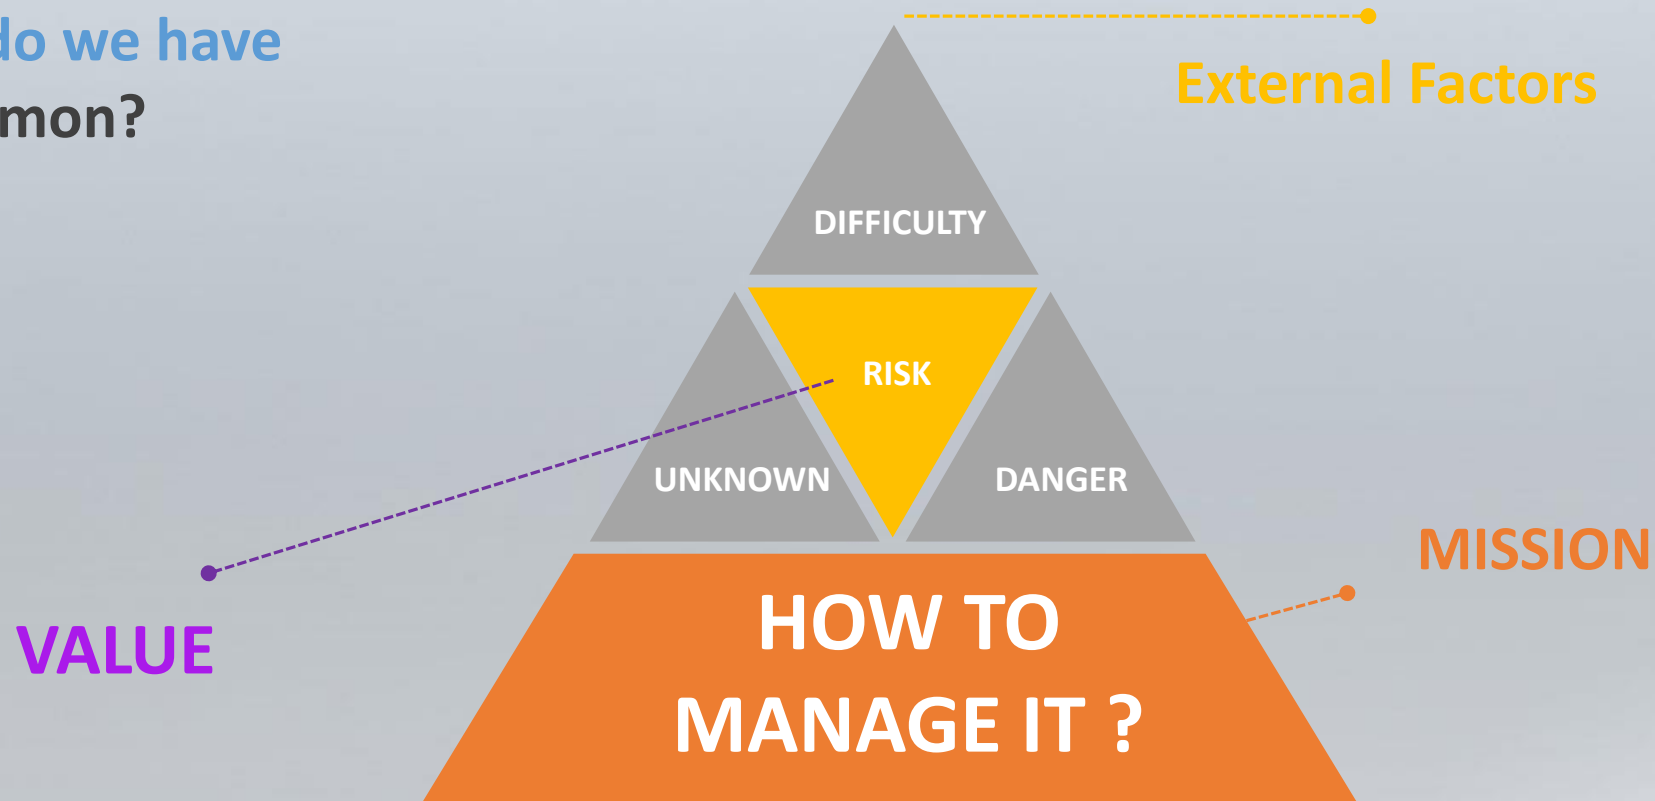 do we have
mon?
External Factors
DIFFICULTY
RISK
UNKNOWN
DANGER
MISSION
HOW TO
MANAGE IT ?
VALUE